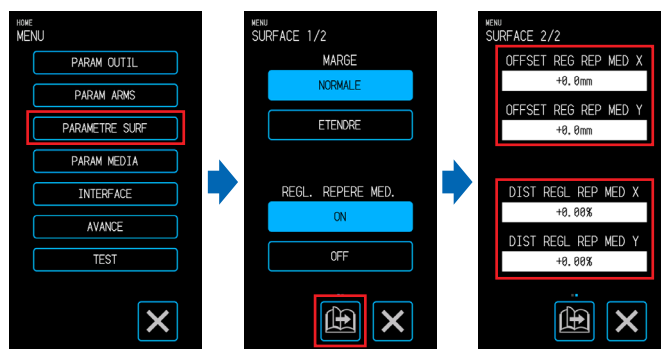 HOME
MENU
PARAM OUTIL
PARAM ARMS
PARAMETRE SURF
PARAM MEDIA
INTERFACE
AVANCE
TEST
MENU
SURFACE 1/2
MARGE
NORMALE
ETENDRE
REGL. REPERE MED.
ON
OFF
MENU
SURFACE 2/2
OFFSET REG REP MED X
+0.0mm
OFFSET REG REP MED Y
+0.0mm
DIST REGL REP MED X
+0.00%
DIST REGL REP MED Y
+0.00%